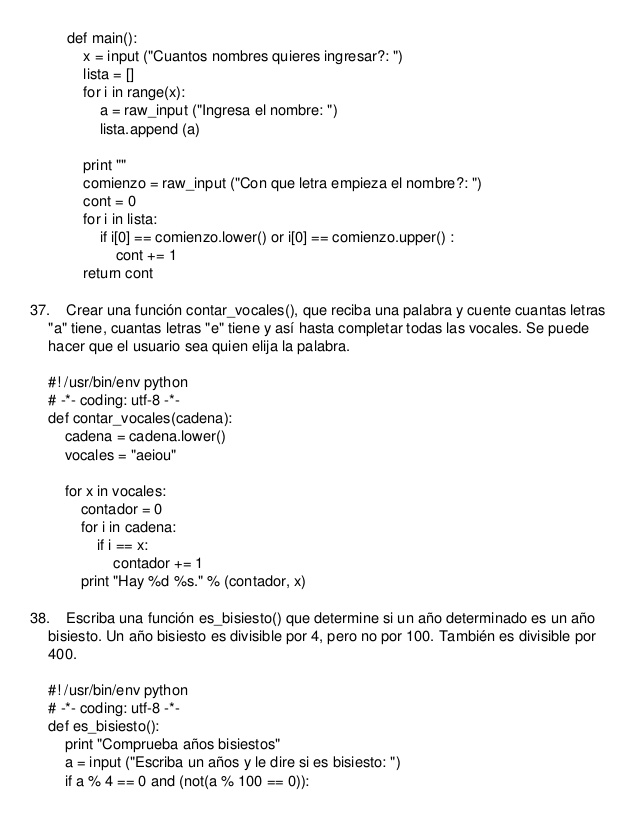 def main():
x = input ("Cuantos nombres quieres ingresar?: ")
lista = []
for i in range(x):
a = raw_input ("Ingresa el nombre: ")
lista.append (a)
print ""
comienzo = raw_input ("Con que letra empieza el nombre?: ")
cont = 0
for i in lista:
if i[0] == comienzo.lower() or i[0] == comienzo.upper() :
cont += 1
return cont
37. Crear una función contar_vocales(), que reciba una palabra y cuente cuantas letras
"a" tiene, cuantas letras "e" tiene y así hasta completar todas las vocales. Se puede
hacer que el usuario sea quien elija la palabra.
#! /usr/bin/env python
# -*- coding: utf-8 -*-
def contar_vocales(cadena):
cadena = cadena.lower()
vocales = "aeiou"
for x in vocales:
contador = 0
for i in cadena:
if i == x:
contador += 1
print "Hay %d %s." % (contador, x)
38. Escriba una función es_bisiesto() que determine si un año determinado es un año
bisiesto. Un año bisiesto es divisible por 4, pero no por 100. También es divisible por
400.
#! /usr/bin/env python
# -*- coding: utf-8 -*-
def es_bisiesto():
print "Comprueba años bisiestos"
a = input ("Escriba un años y le dire si es bisiesto: ")
if a % 4 == 0 and (not(a % 100 == 0)):